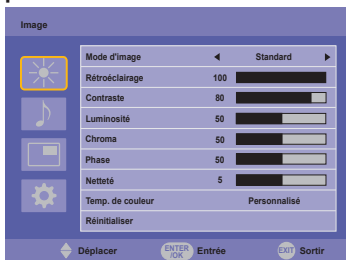 Image
Mode d'image Standard
Rétroéclairage 100
Contraste 80
Luminosité 50
Chroma 50
Phase 50
Netteté 5
Temp. de couleur Personnalisé
Réinitialiser
Déplacer ENTER /OK Entrée EXIT Sortir